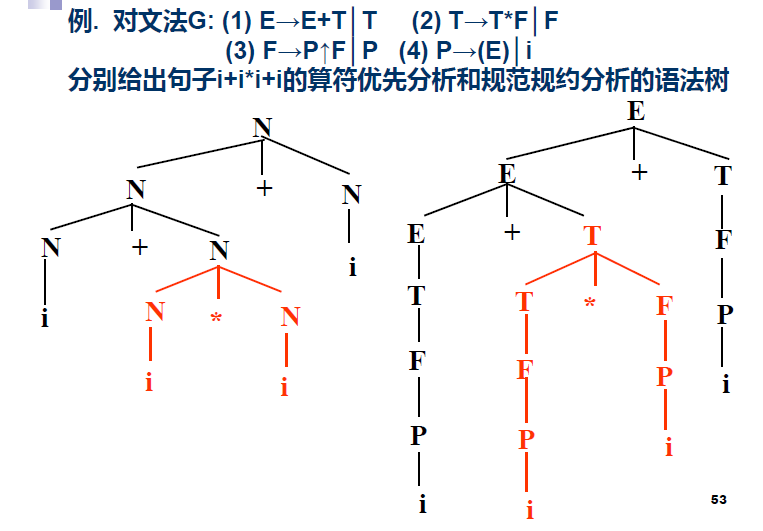 例. 对文法G: (1) E→E+T│T (2) T→T*F│F
(3) F→P↑F│P (4) P→(E)│i
分别给出句子i+i*i+i的算符优先分析和规范规约分析的语法树
N
N + N
N + N i
i N * N
i i
E
E + T
E + T F
T T * F P
F F P i
P P i
i i
53